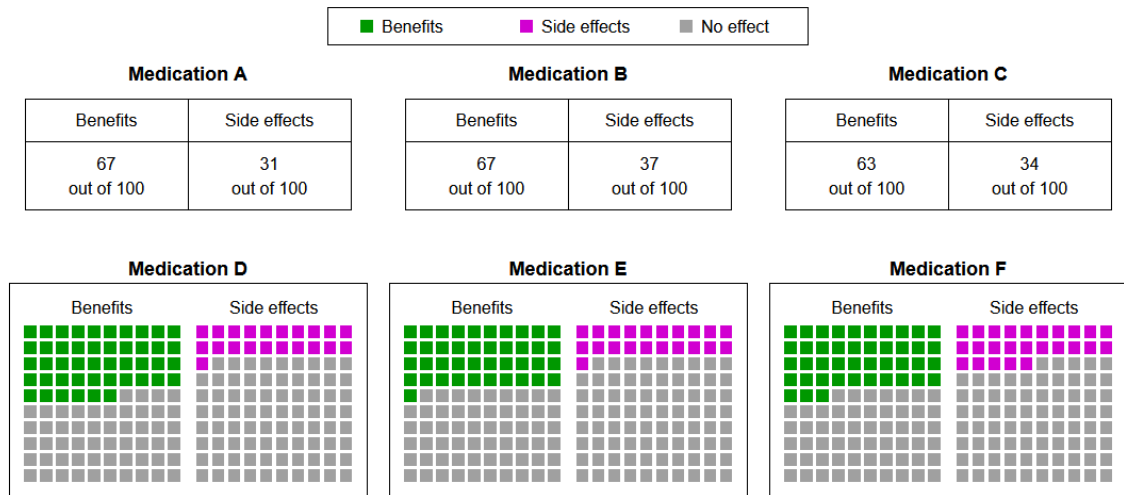 Benefits Side effects No effect
Medication A Medication B Medication C
Benefits Side effects Benefits Side effects Benefits Side effects
67 31 67 37 63 34
out of 100 out of 100 out of 100 out of 100 out of 100 out of 100
Medication D Medication E Medication F
Benefits Side effects Benefits Side effects Benefits Side effects